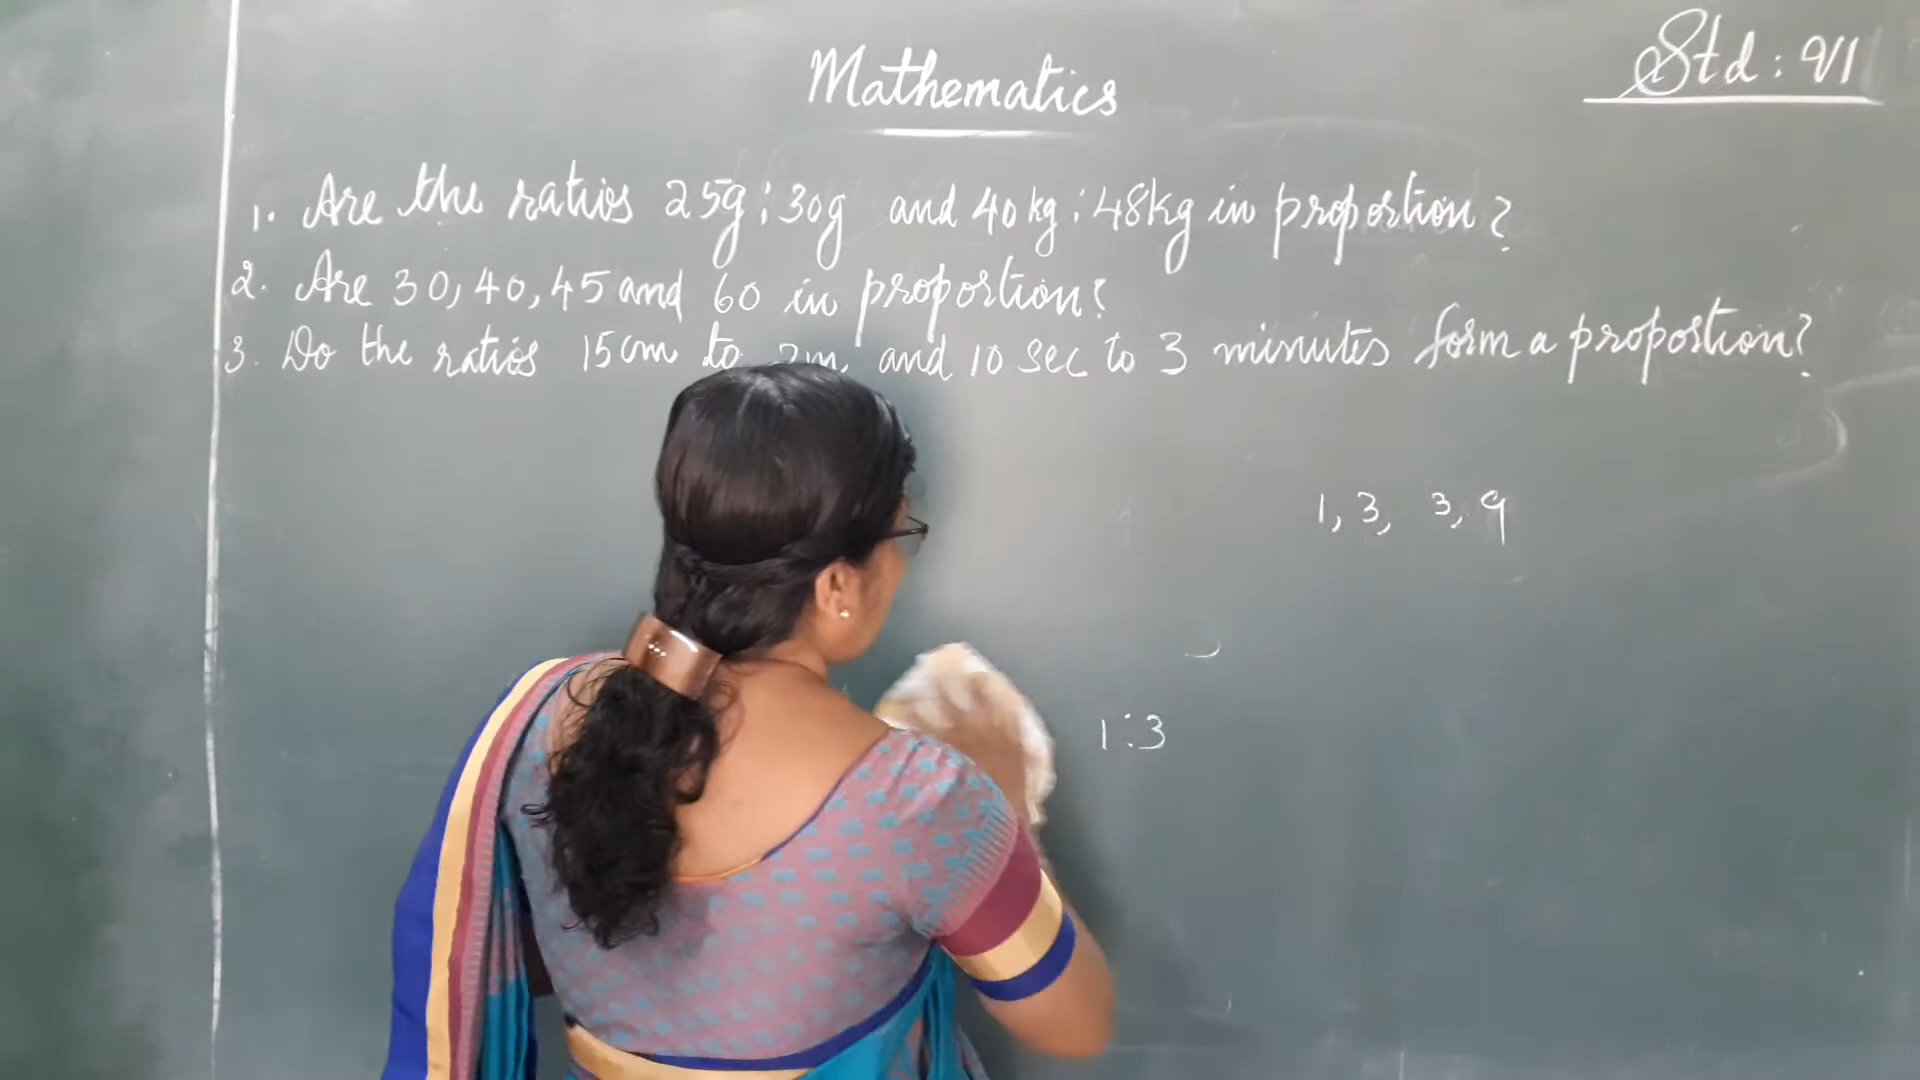 Mathematics
Std: VI
1. Are the ratios 25g : 30g and 40kg : 48kg in proportion?
2. Are 30, 40, 45 and 60 in proportion?
3. Do the ratios 15cm to 2m and 10 sec to 3 minutes form a proportion?
1, 3, 3, 9
1:3